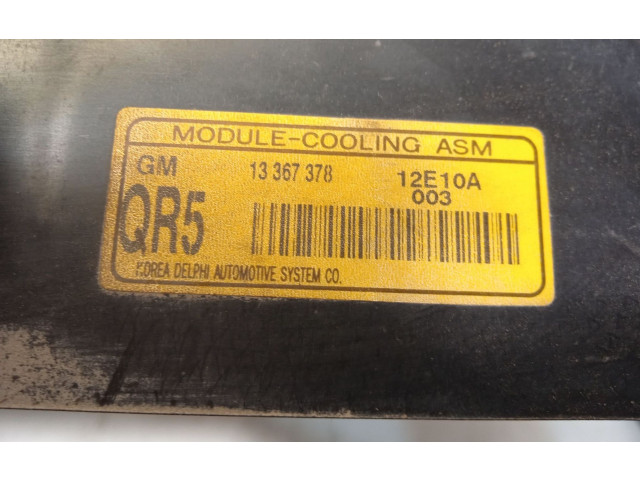 MODULE-COOLING ASM
GM 13 367 378 12E10A
QR5 003
KOREA DELPHI AUTOMOTIVE SYSTEM CO.